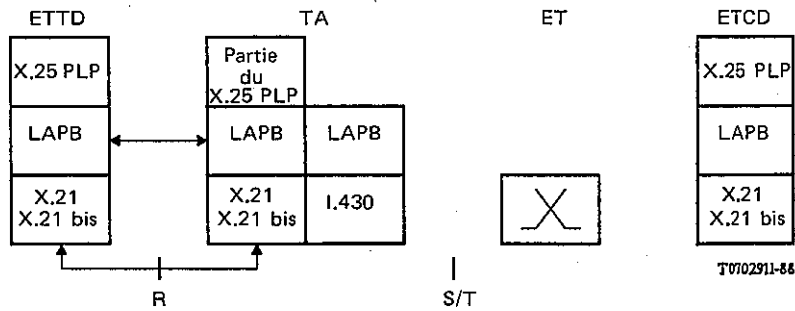 ETTD
TA
ET
ETCD
X.25 PLP
Partie
du
X.25 PLP
X.25 PLP
LAPB
LAPB
LAPB
LAPB
X.21
X.21 bis
X.21
X.21 bis
I.430
X.21
X.21 bis
T0702911-88
R
S/T